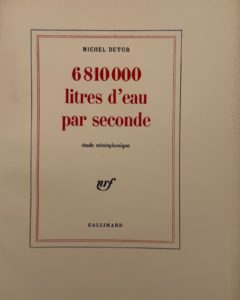 MICHEL BUTOR
6 810 000
litres d'eau
par seconde
étude stéréophonique
nrf
GALLIMARD